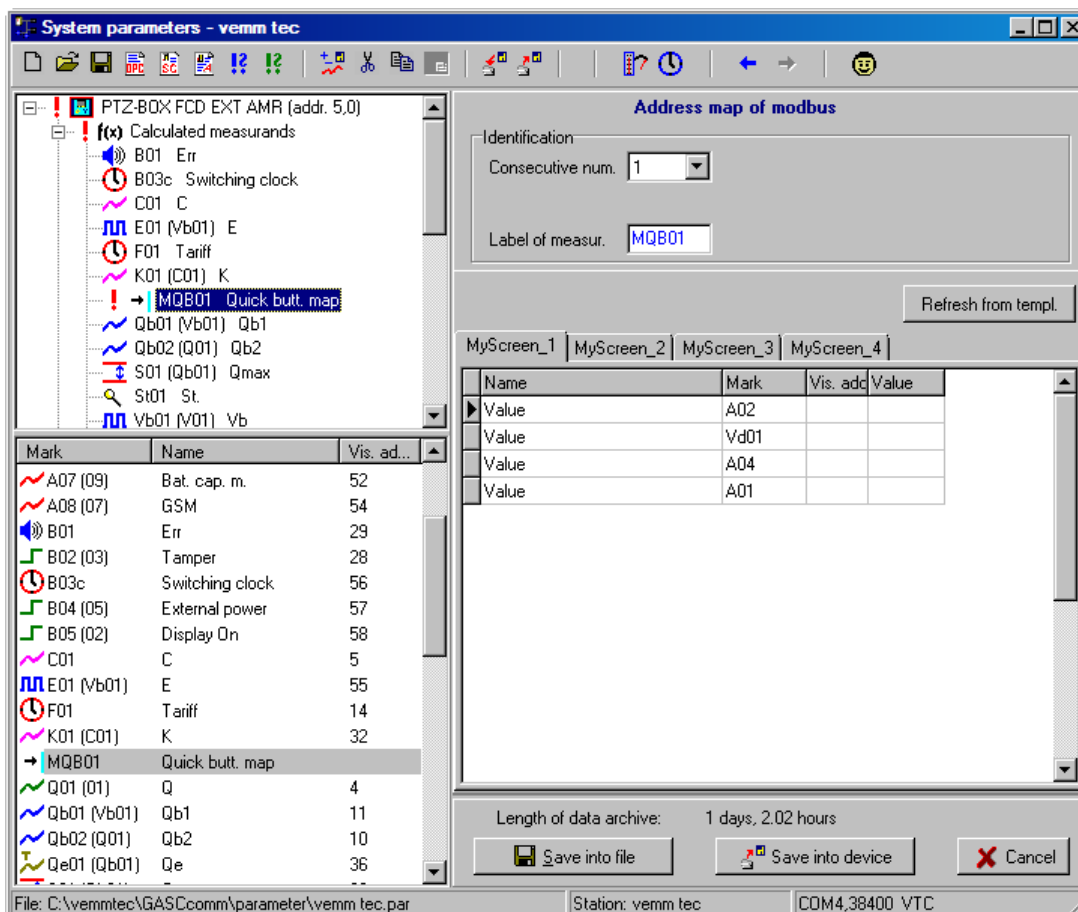 System parameters - vemm tec
PTZ-BOX FCD EXT AMR (addr. 5,0)
f(x) Calculated measurands
B01 Err
B03c Switching clock
C01 C
E01 (Vb01) E
F01 Tariff
K01 (C01) K
MQB01 Quick butt. map
Qb01 (Vb01) Qb1
Qb02 (Q01) Qb2
S01 (Qb01) Qmax
St01 St.
Vb01 (V01) Vb
Mark Name Vis. ad...
A07 (09) Bat. cap. m. 52
A08 (07) GSM 54
B01 Err 29
B02 (03) Tamper 28
B03c Switching clock 56
B04 (05) External power 57
B05 (02) Display On 58
C01 C 5
E01 (Vb01) E 55
F01 Tariff 14
K01 (C01) K 32
MQB01 Quick butt. map
Q01 (01) Q 4
Qb01 (Vb01) Qb1 11
Qb02 (Q01) Qb2 10
Qe01 (Qb01) Qe 36
Address map of modbus
Identification
Consecutive num. 1
Label of measur. MQB01
Refresh from templ.
MyScreen_1 MyScreen_2 MyScreen_3 MyScreen_4
Name Mark Vis. add Value
Value A02
Value Vd01
Value A04
Value A01
Length of data archive: 1 days, 2.02 hours
Save into file Save into device Cancel
File: C:\vemmtec\GASCcomm\parameter\vemm tec.par Station: vemm tec COM4,38400 VTC